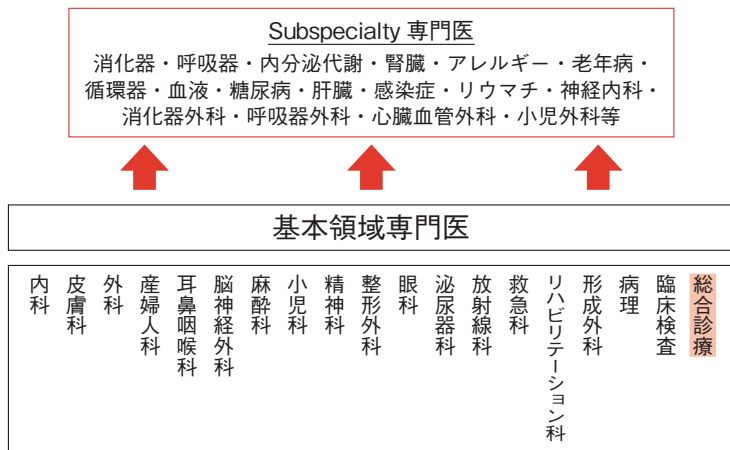 Subspecialty 専門医
消化器・呼吸器・内分泌代謝・腎臓・アレルギー・老年病・
循環器・血液・糖尿病・肝臓・感染症・リウマチ・神経内科・
消化器外科・呼吸器外科・心臓血管外科・小児外科等
基本領域専門医
内科
皮膚科
外科
産婦人科
耳鼻咽喉科
脳神経外科
麻酔科
小児科
精神科
整形外科
眼科
泌尿器科
放射線科
救急科
リハビリテーション科
形成外科
病理
臨床検査
総合診療